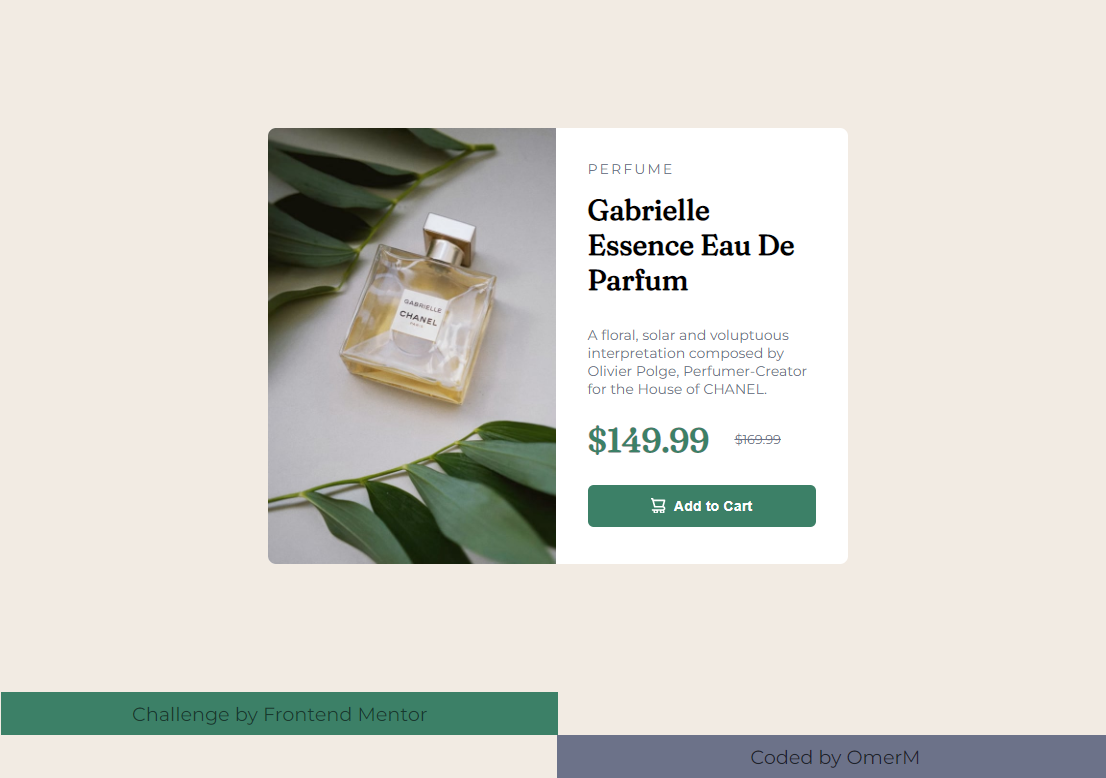 GABRIELLE
CHANEL
PARIS
PERFUME
Gabrielle
Essence Eau De
Parfum
A floral, solar and voluptuous
interpretation composed by
Olivier Polge, Perfumer-Creator
for the House of CHANEL.
$149.99 $169.99
Add to Cart
Challenge by Frontend Mentor
Coded by OmerM